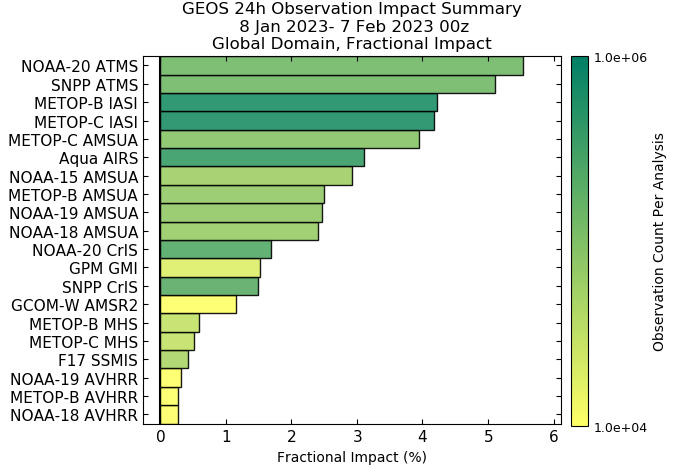 GEOS 24h Observation Impact Summary
8 Jan 2023- 7 Feb 2023 00z
Global Domain, Fractional Impact
NOAA-20 ATMS
SNPP ATMS
METOP-B IASI
METOP-C IASI
METOP-C AMSUA
Aqua AIRS
NOAA-15 AMSUA
METOP-B AMSUA
NOAA-19 AMSUA
NOAA-18 AMSUA
NOAA-20 CrIS
GPM GMI
SNPP CrIS
GCOM-W AMSR2
METOP-B MHS
METOP-C MHS
F17 SSMIS
NOAA-19 AVHRR
METOP-B AVHRR
NOAA-18 AVHRR
0 1 2 3 4 5 6
Fractional Impact (%)
1.0e+06
Observation Count Per Analysis
1.0e+04